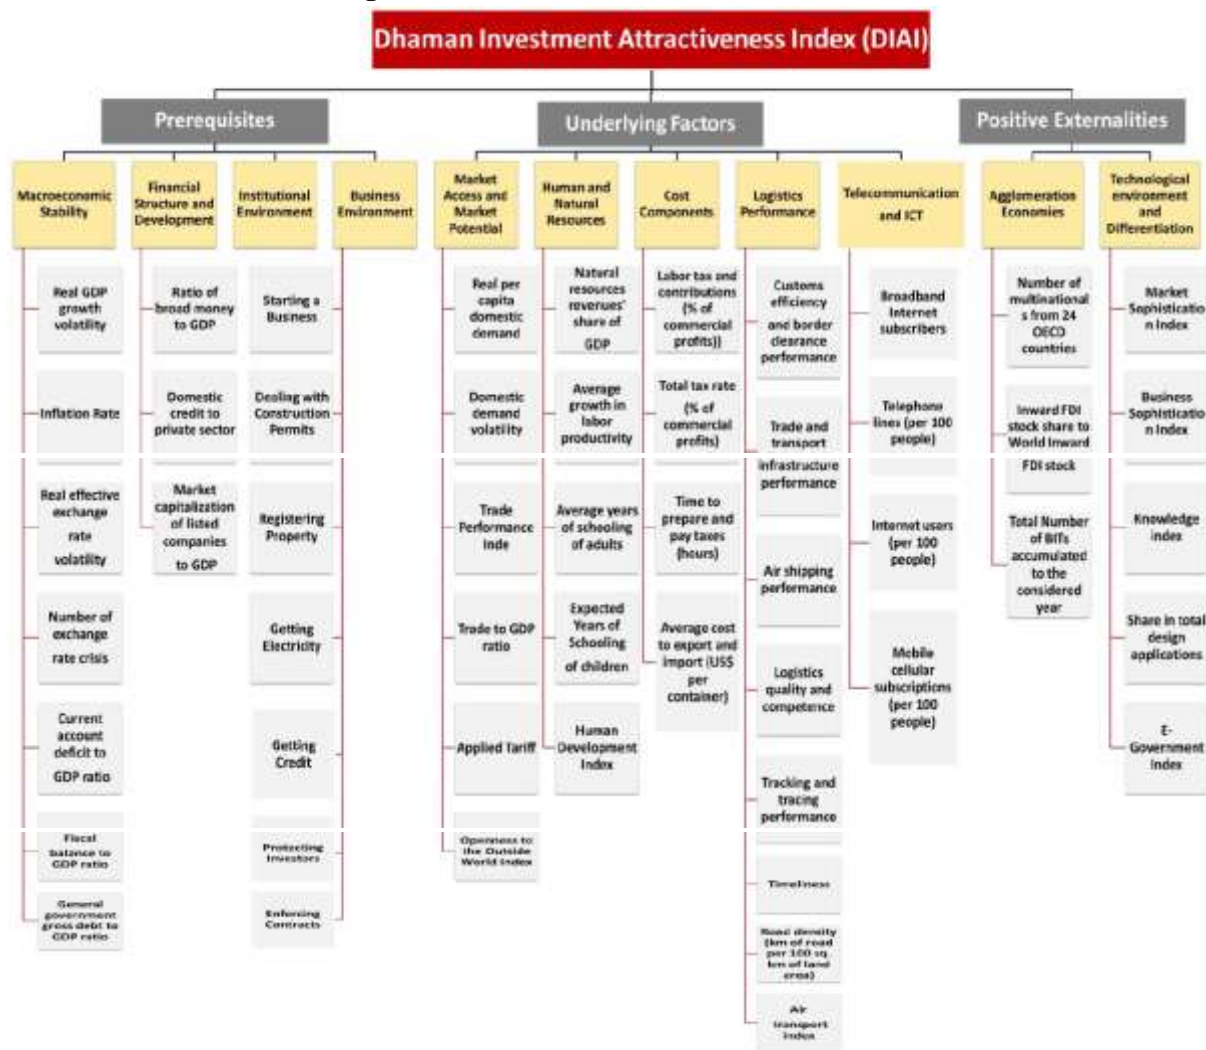 Dhaman Investment Attractiveness Index (DIAI)
Prerequisites
Underlying Factors
Positive Externalities
Macroeconomic
Stability
Financial
Structure and
Development
Institutional
Environment
Business
Environment
Market
Access and
Market
Potential
Human and
Natural
Resources
Cost
Components
Logistics
Performance
Telecommunication
and ICT
Agglomeration
Economies
Technological
environment
and
Differentiation
Real GDP
growth
volatility
Inflation Rate
Real effective
exchange
rate
volatility
Number of
exchange
rate crisis
Current
account
deficit to
GDP ratio
Fiscal
balance to
GDP ratio
General
government
gross debt to
GDP ratio
Ratio of
broad money
to GDP
Domestic
credit to
private sector
Market
capitalization
of listed
companies
to GDP
Starting a
Business
Dealing with
Construction
Permits
Registering
Property
Getting
Electricity
Getting
Credit
Protecting
Investors
Enforcing
Contracts
Real per
capita
domestic
demand
Domestic
demand
volatility
Trade
Performance
Inde
Trade to GDP
ratio
Applied Tariff
Openness to
the Outside
World Index
Natural
resources
revenues'
share of
GDP
Average
growth in
labor
productivity
Average years
of schooling
of adults
Expected
Years of
Schooling
of children
Human
Development
Index
Labor tax and
contributions
(% of
commercial
profits))
Total tax rate
(% of
commercial
profits)
Time to
prepare and
pay taxes
(hours)
Average cost
to export and
import (US$
per
container)
Customs
efficiency
and border
clearance
performance
Trade and
transport
infrastructure
performance
Air shipping
performance
Logistics
quality and
competence
Tracking and
tracing
performance
Timeliness
Road density
(km of road
per 100 sq
km of land
area)
Air
transport
index
Broadband
Internet
subscribers
Telephone
lines (per 100
people)
Internet users
(per 100
people)
Mobile
cellular
subscriptions
(per 100
people)
Number of
multinational
s from 24
OECD
countries
Inward FDI
stock share to
World Inward
FDI stock
Total Number
of BITs
accumulated
to the
considered
year
Market
Sophisticatio
n Index
Business
Sophisticatio
n Index
Knowledge
index
Share in total
design
applications
E-
Government
Index